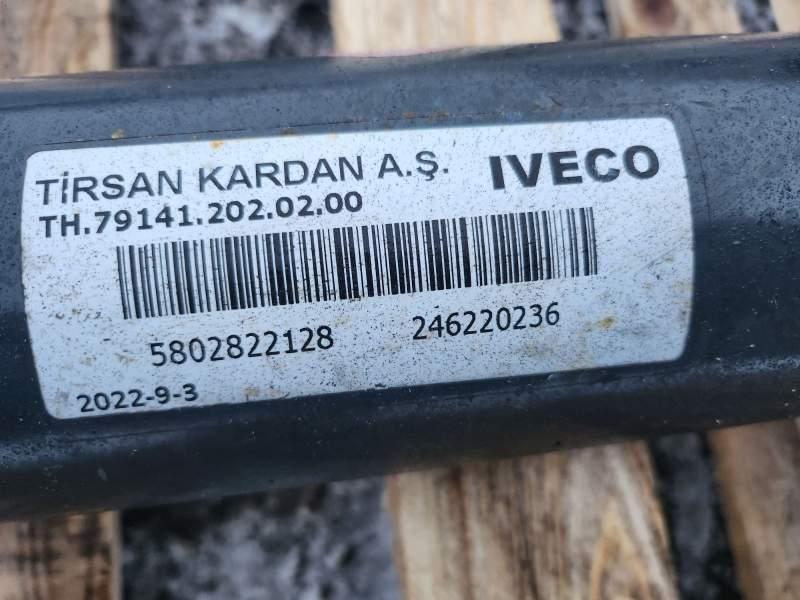 TİRSAN KARDAN A.Ş. IVECO
TH.79141.202.02.00
5802822128 246220236
2022-9-3